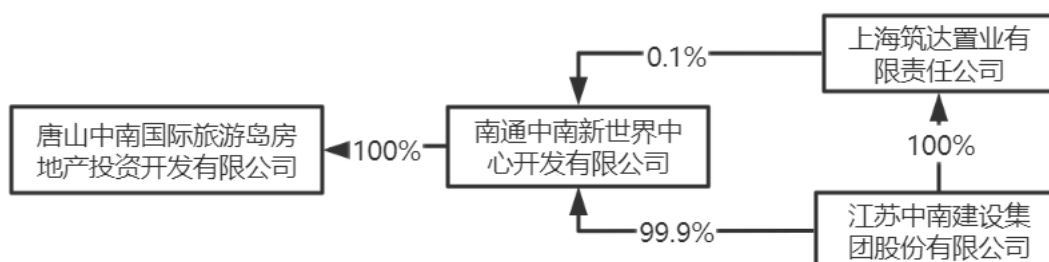 上海筑达置业有
限责任公司
0.1%
唐山中南国际旅游岛房
地产投资开发有限公司
100%
南通中南新世界中
心开发有限公司
100%
99.9%
江苏中南建设集
团股份有限公司